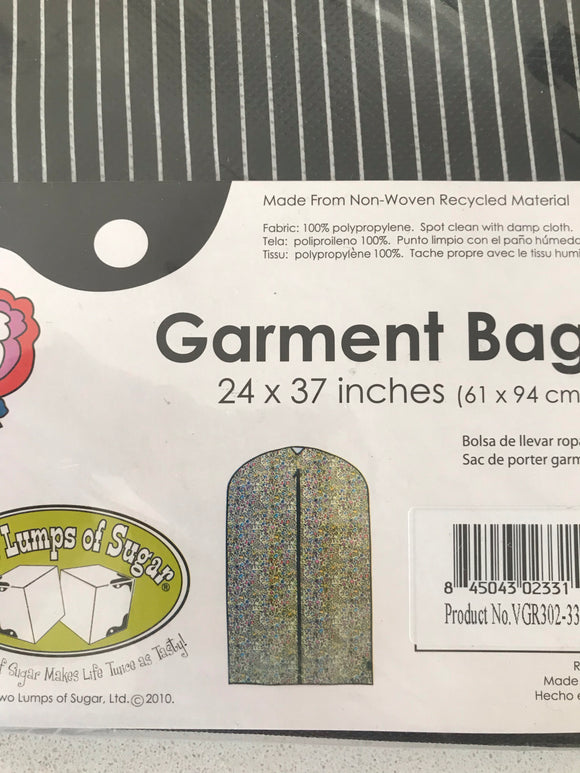 Made From Non-Woven Recycled Material
Fabric: 100% polypropylene. Spot clean with damp cloth.
Tela: poliproileno 100%. Punto limpio con el paño húmedo
Tissu: polypropylène 100%. Tache propre avec le tissu humi
Garment Bag
24 x 37 inches (61 x 94 cm
Bolsa de llevar ropa
Sac de porter garm
Lumps of Sugar®
of Sugar Makes Life Twice as Tasty!
wo Lumps of Sugar, Ltd.©2010.
8 45043 02331
Product No.VGR302-33
R
Made
Hecho e